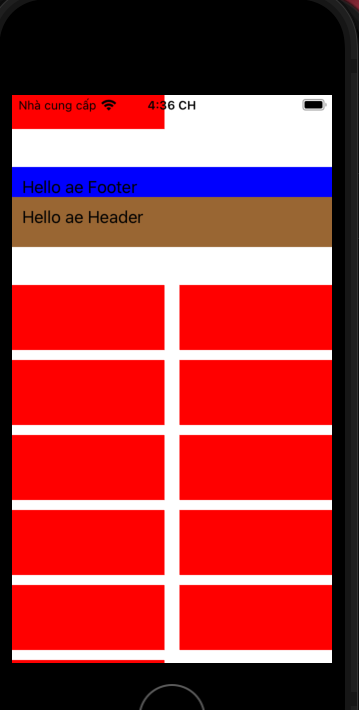 Nhà cung cấp 4:36 CH
Hello ae Footer
Hello ae Header